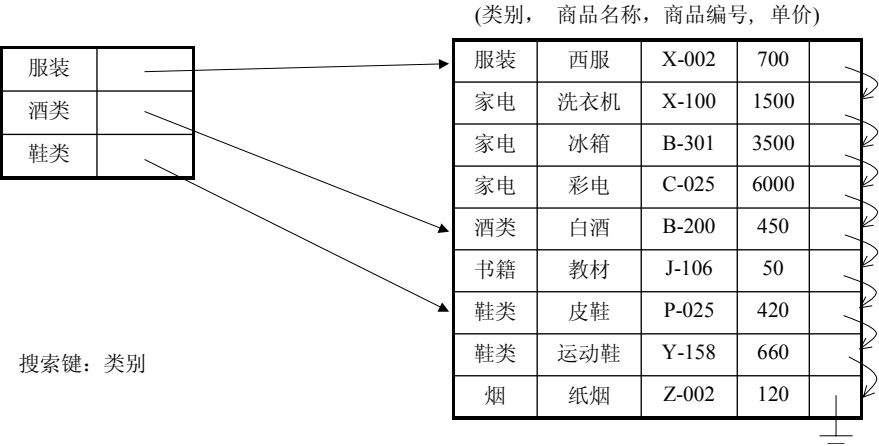 (类别， 商品名称，商品编号, 单价)
服装
酒类
鞋类
服装 西服 X-002 700
家电 洗衣机 X-100 1500
家电 冰箱 B-301 3500
家电 彩电 C-025 6000
酒类 白酒 B-200 450
书籍 教材 J-106 50
鞋类 皮鞋 P-025 420
鞋类 运动鞋 Y-158 660
烟 纸烟 Z-002 120
搜索键：类别